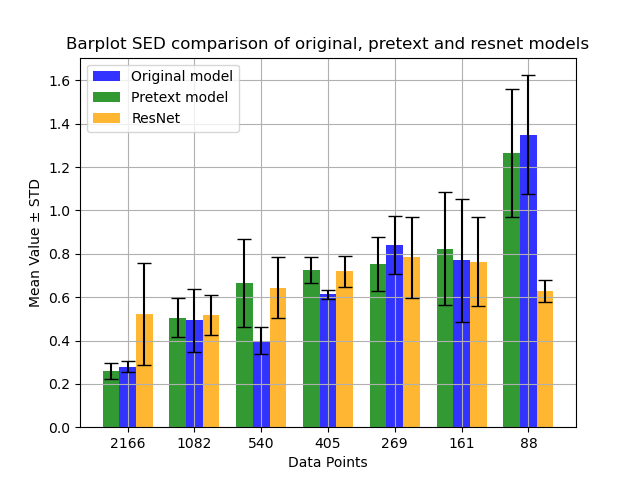 Barplot SED comparison of original, pretext and resnet models
Original model
Pretext model
ResNet
1.6
1.4
1.2
1.0
0.8
0.6
0.4
0.2
0.0
Mean Value ± STD
2166 1082 540 405 269 161 88
Data Points